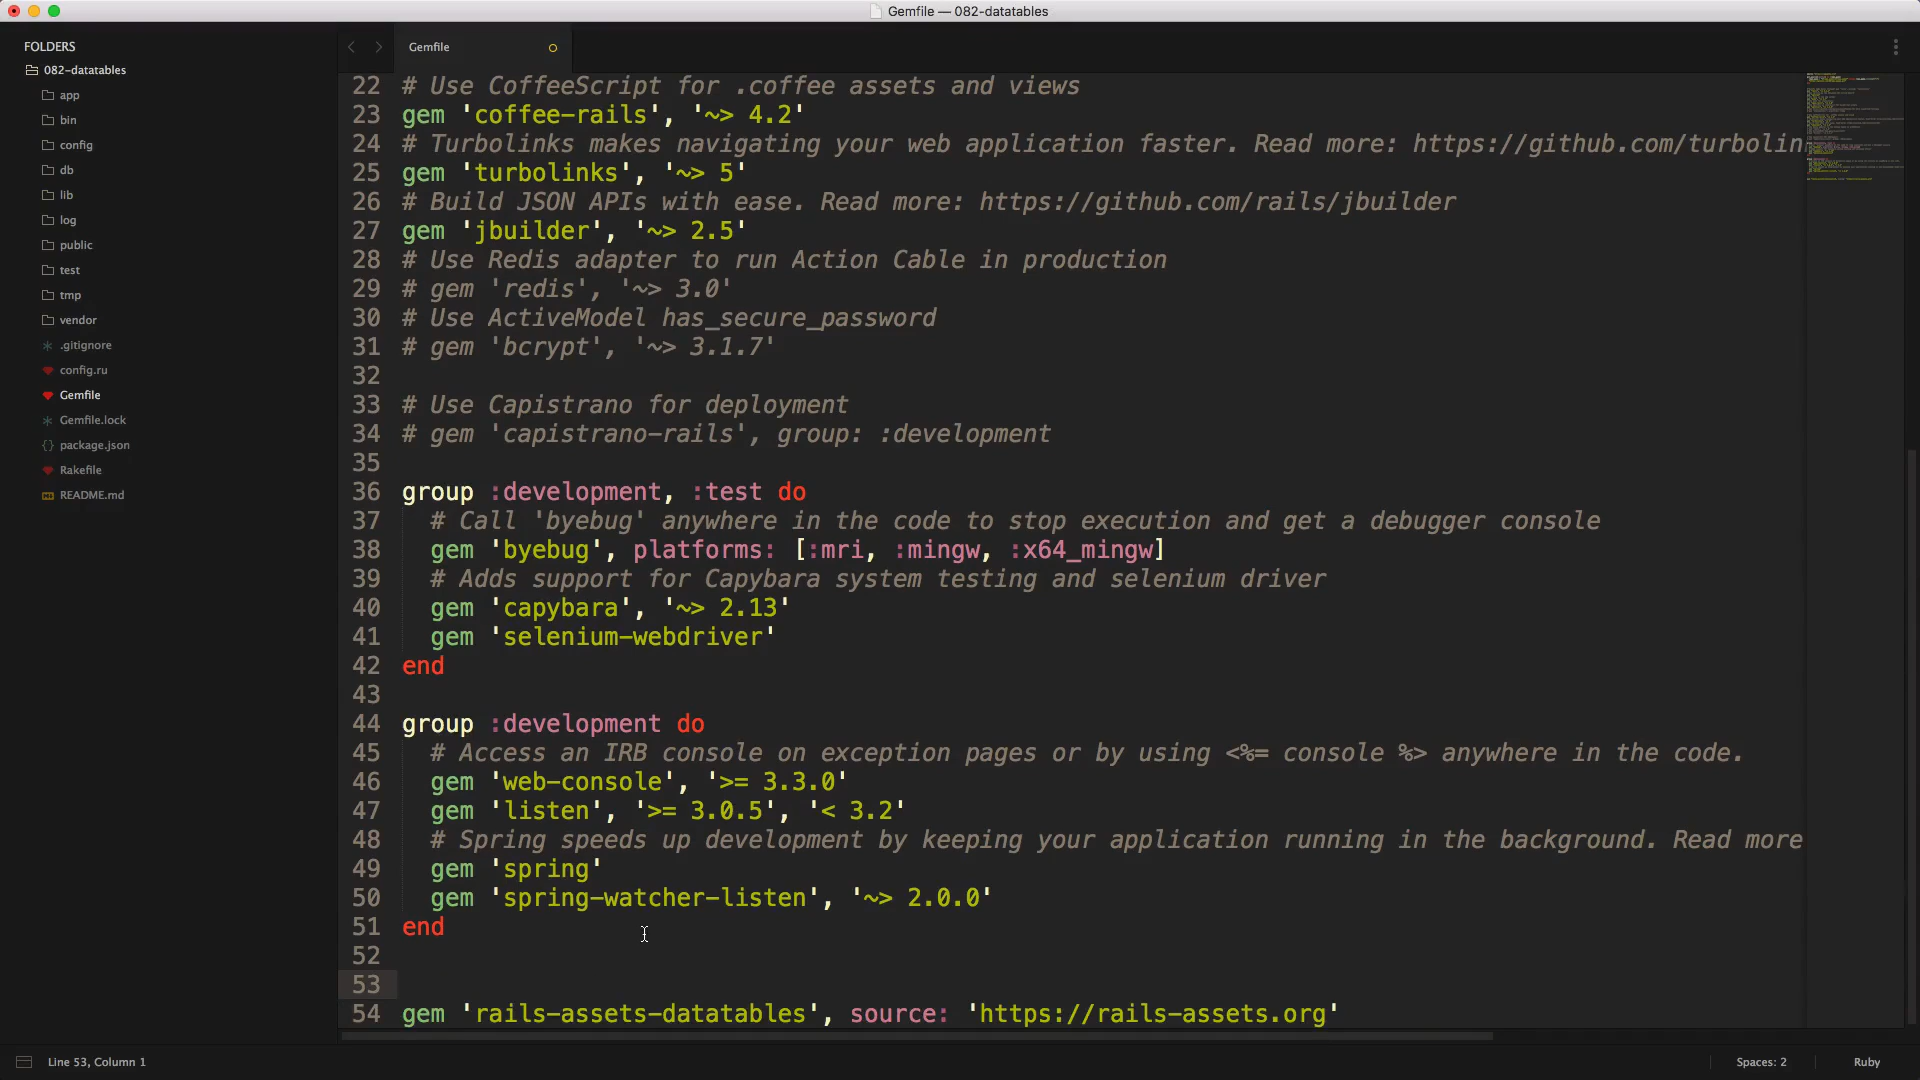 Gemfile — 082-datatables
FOLDERS
082-datatables
app
bin
config
db
lib
log
public
test
tmp
vendor
.gitignore
config.ru
Gemfile
Gemfile.lock
package.json
Rakefile
README.md
Gemfile
22 # Use CoffeeScript for .coffee assets and views
23 gem 'coffee-rails', '~> 4.2'
24 # Turbolinks makes navigating your web application faster. Read more: https://github.com/turbolin
25 gem 'turbolinks', '~> 5'
26 # Build JSON APIs with ease. Read more: https://github.com/rails/jbuilder
27 gem 'jbuilder', '~> 2.5'
28 # Use Redis adapter to run Action Cable in production
29 # gem 'redis', '~> 3.0'
30 # Use ActiveModel has_secure_password
31 # gem 'bcrypt', '~> 3.1.7'
32
33 # Use Capistrano for deployment
34 # gem 'capistrano-rails', group: :development
35
36 group :development, :test do
37 # Call 'byebug' anywhere in the code to stop execution and get a debugger console
38 gem 'byebug', platforms: [:mri, :mingw, :x64_mingw]
39 # Adds support for Capybara system testing and selenium driver
40 gem 'capybara', '~> 2.13'
41 gem 'selenium-webdriver'
42 end
43
44 group :development do
45 # Access an IRB console on exception pages or by using <%= console %> anywhere in the code.
46 gem 'web-console', '>= 3.3.0'
47 gem 'listen', '>= 3.0.5', '< 3.2'
48 # Spring speeds up development by keeping your application running in the background. Read more
49 gem 'spring'
50 gem 'spring-watcher-listen', '~> 2.0.0'
51 end
52
53
54 gem 'rails-assets-datatables', source: 'https://rails-assets.org'
Line 53, Column 1
Spaces: 2
Ruby